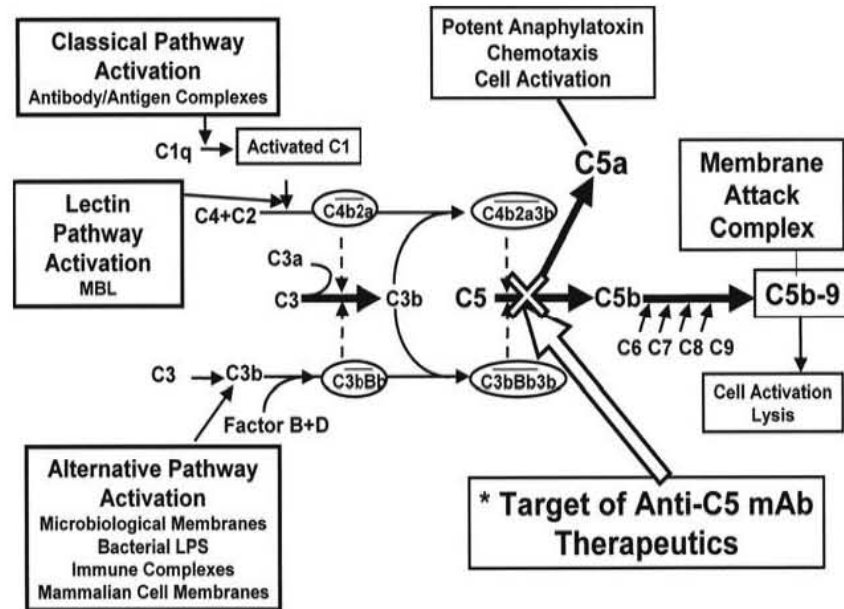 Classical Pathway
Activation
Antibody/Antigen Complexes
C1q
Activated C1
Lectin
Pathway
Activation
MBL
C4+C2
C4b2a
C4b2a3b
C3a
C3
C3b
C5
C5b
C5a
Potent Anaphylatoxin
Chemotaxis
Cell Activation
Membrane
Attack
Complex
C5b-9
C6 C7 C8 C9
Cell Activation
Lysis
C3
C3b
C3bBb
C3bBb3b
Factor B+D
Alternative Pathway
Activation
Microbiological Membranes
Bacterial LPS
Immune Complexes
Mammalian Cell Membranes
* Target of Anti-C5 mAb
Therapeutics